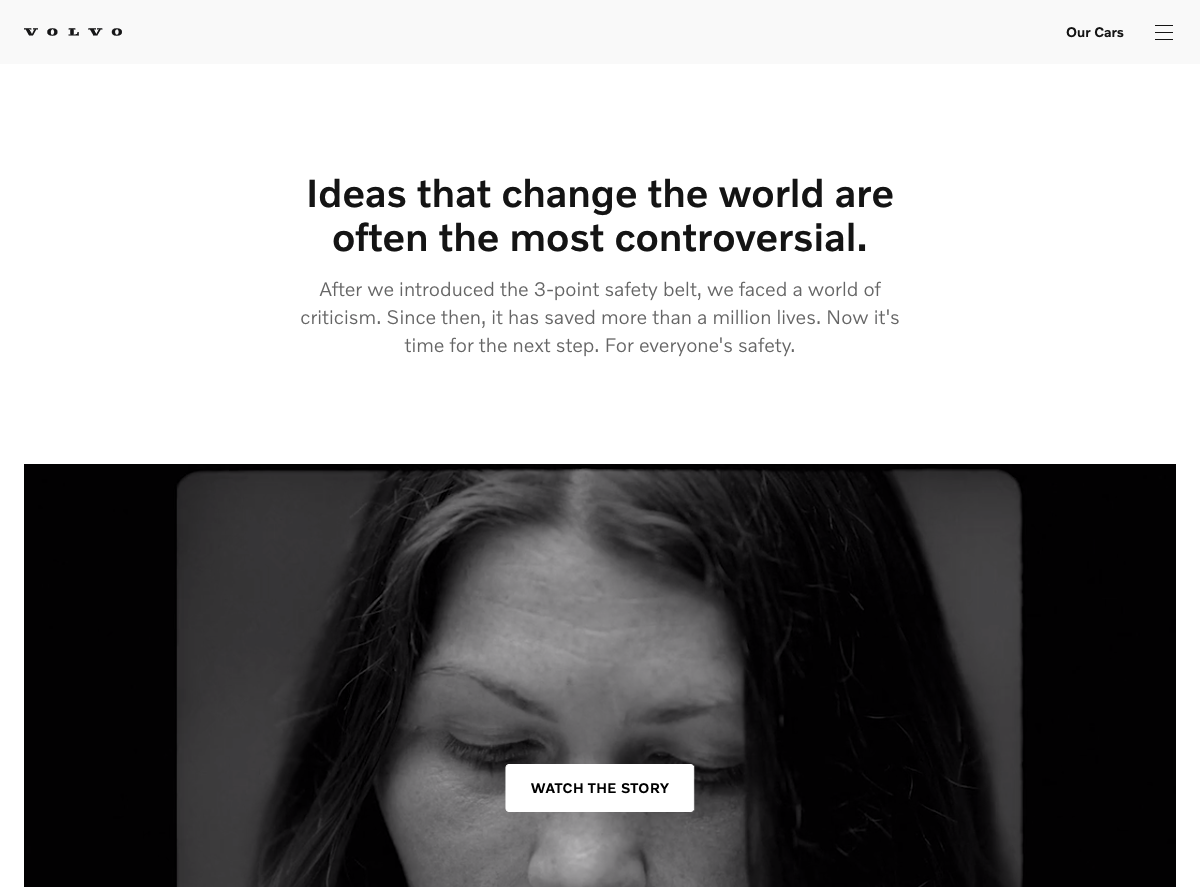 VOLVO
Our Cars
Ideas that change the world are
often the most controversial.
After we introduced the 3-point safety belt, we faced a world of
criticism. Since then, it has saved more than a million lives. Now it's
time for the next step. For everyone's safety.
WATCH THE STORY